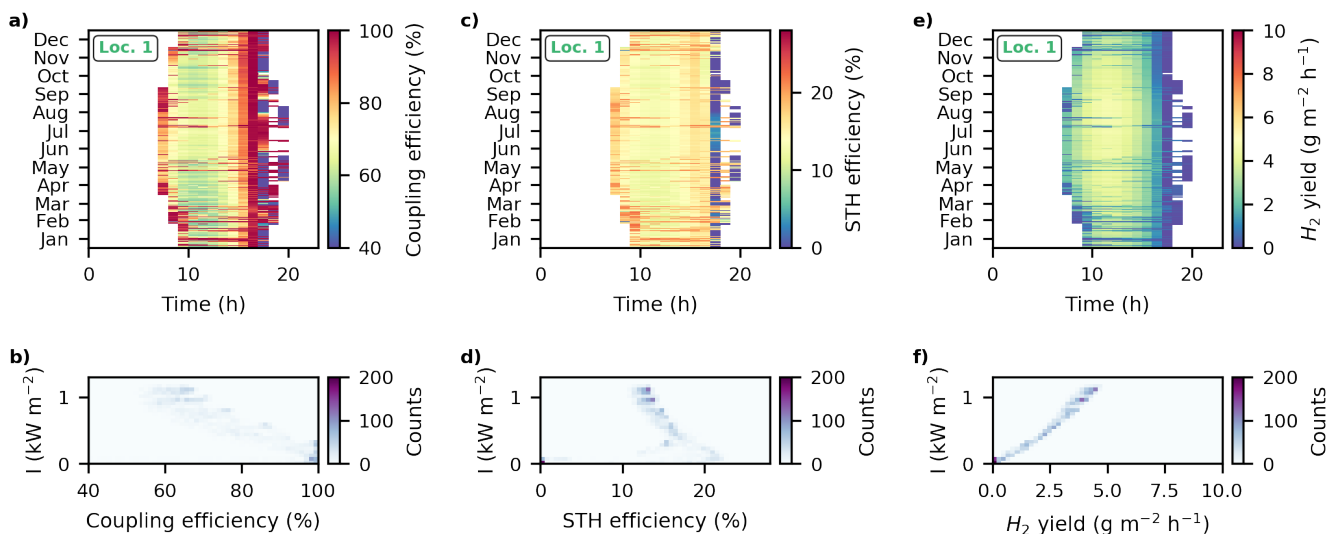 a)
Loc. 1
Dec
Nov
Oct
Sep
Aug
Jul
Jun
May
Apr
Mar
Feb
Jan
0
10
20
Time (h)
100
80
60
40
Coupling efficiency (%)
c)
Loc. 1
Dec
Nov
Oct
Sep
Aug
Jul
Jun
May
Apr
Mar
Feb
Jan
0
10
20
Time (h)
20
10
0
STH efficiency (%)
e)
Loc. 1
Dec
Nov
Oct
Sep
Aug
Jul
Jun
May
Apr
Mar
Feb
Jan
0
10
20
Time (h)
10
8
6
4
2
0
H₂ yield (g m⁻² h⁻¹)
b)
I (kW m⁻²)
1
0
40
60
80
100
Coupling efficiency (%)
200
100
0
Counts
d)
I (kW m⁻²)
1
0
0
10
20
STH efficiency (%)
200
100
0
Counts
f)
I (kW m⁻²)
1
0
0.0
2.5
5.0
7.5
10.0
H₂ yield (g m⁻² h⁻¹)
200
100
0
Counts